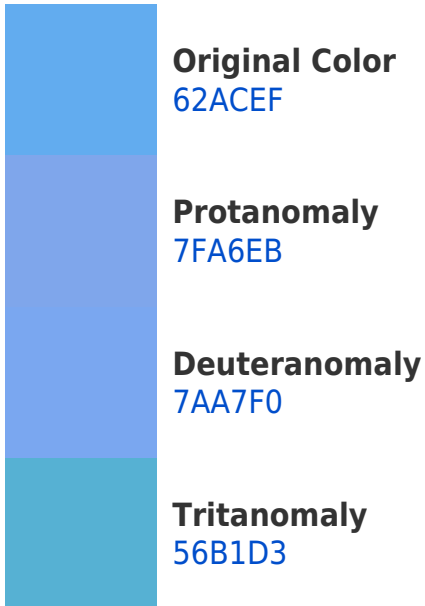 Original Color
62ACEF
Protanomaly
7FA6EB
Deuteranomaly
7AA7F0
Tritanomaly
56B1D3